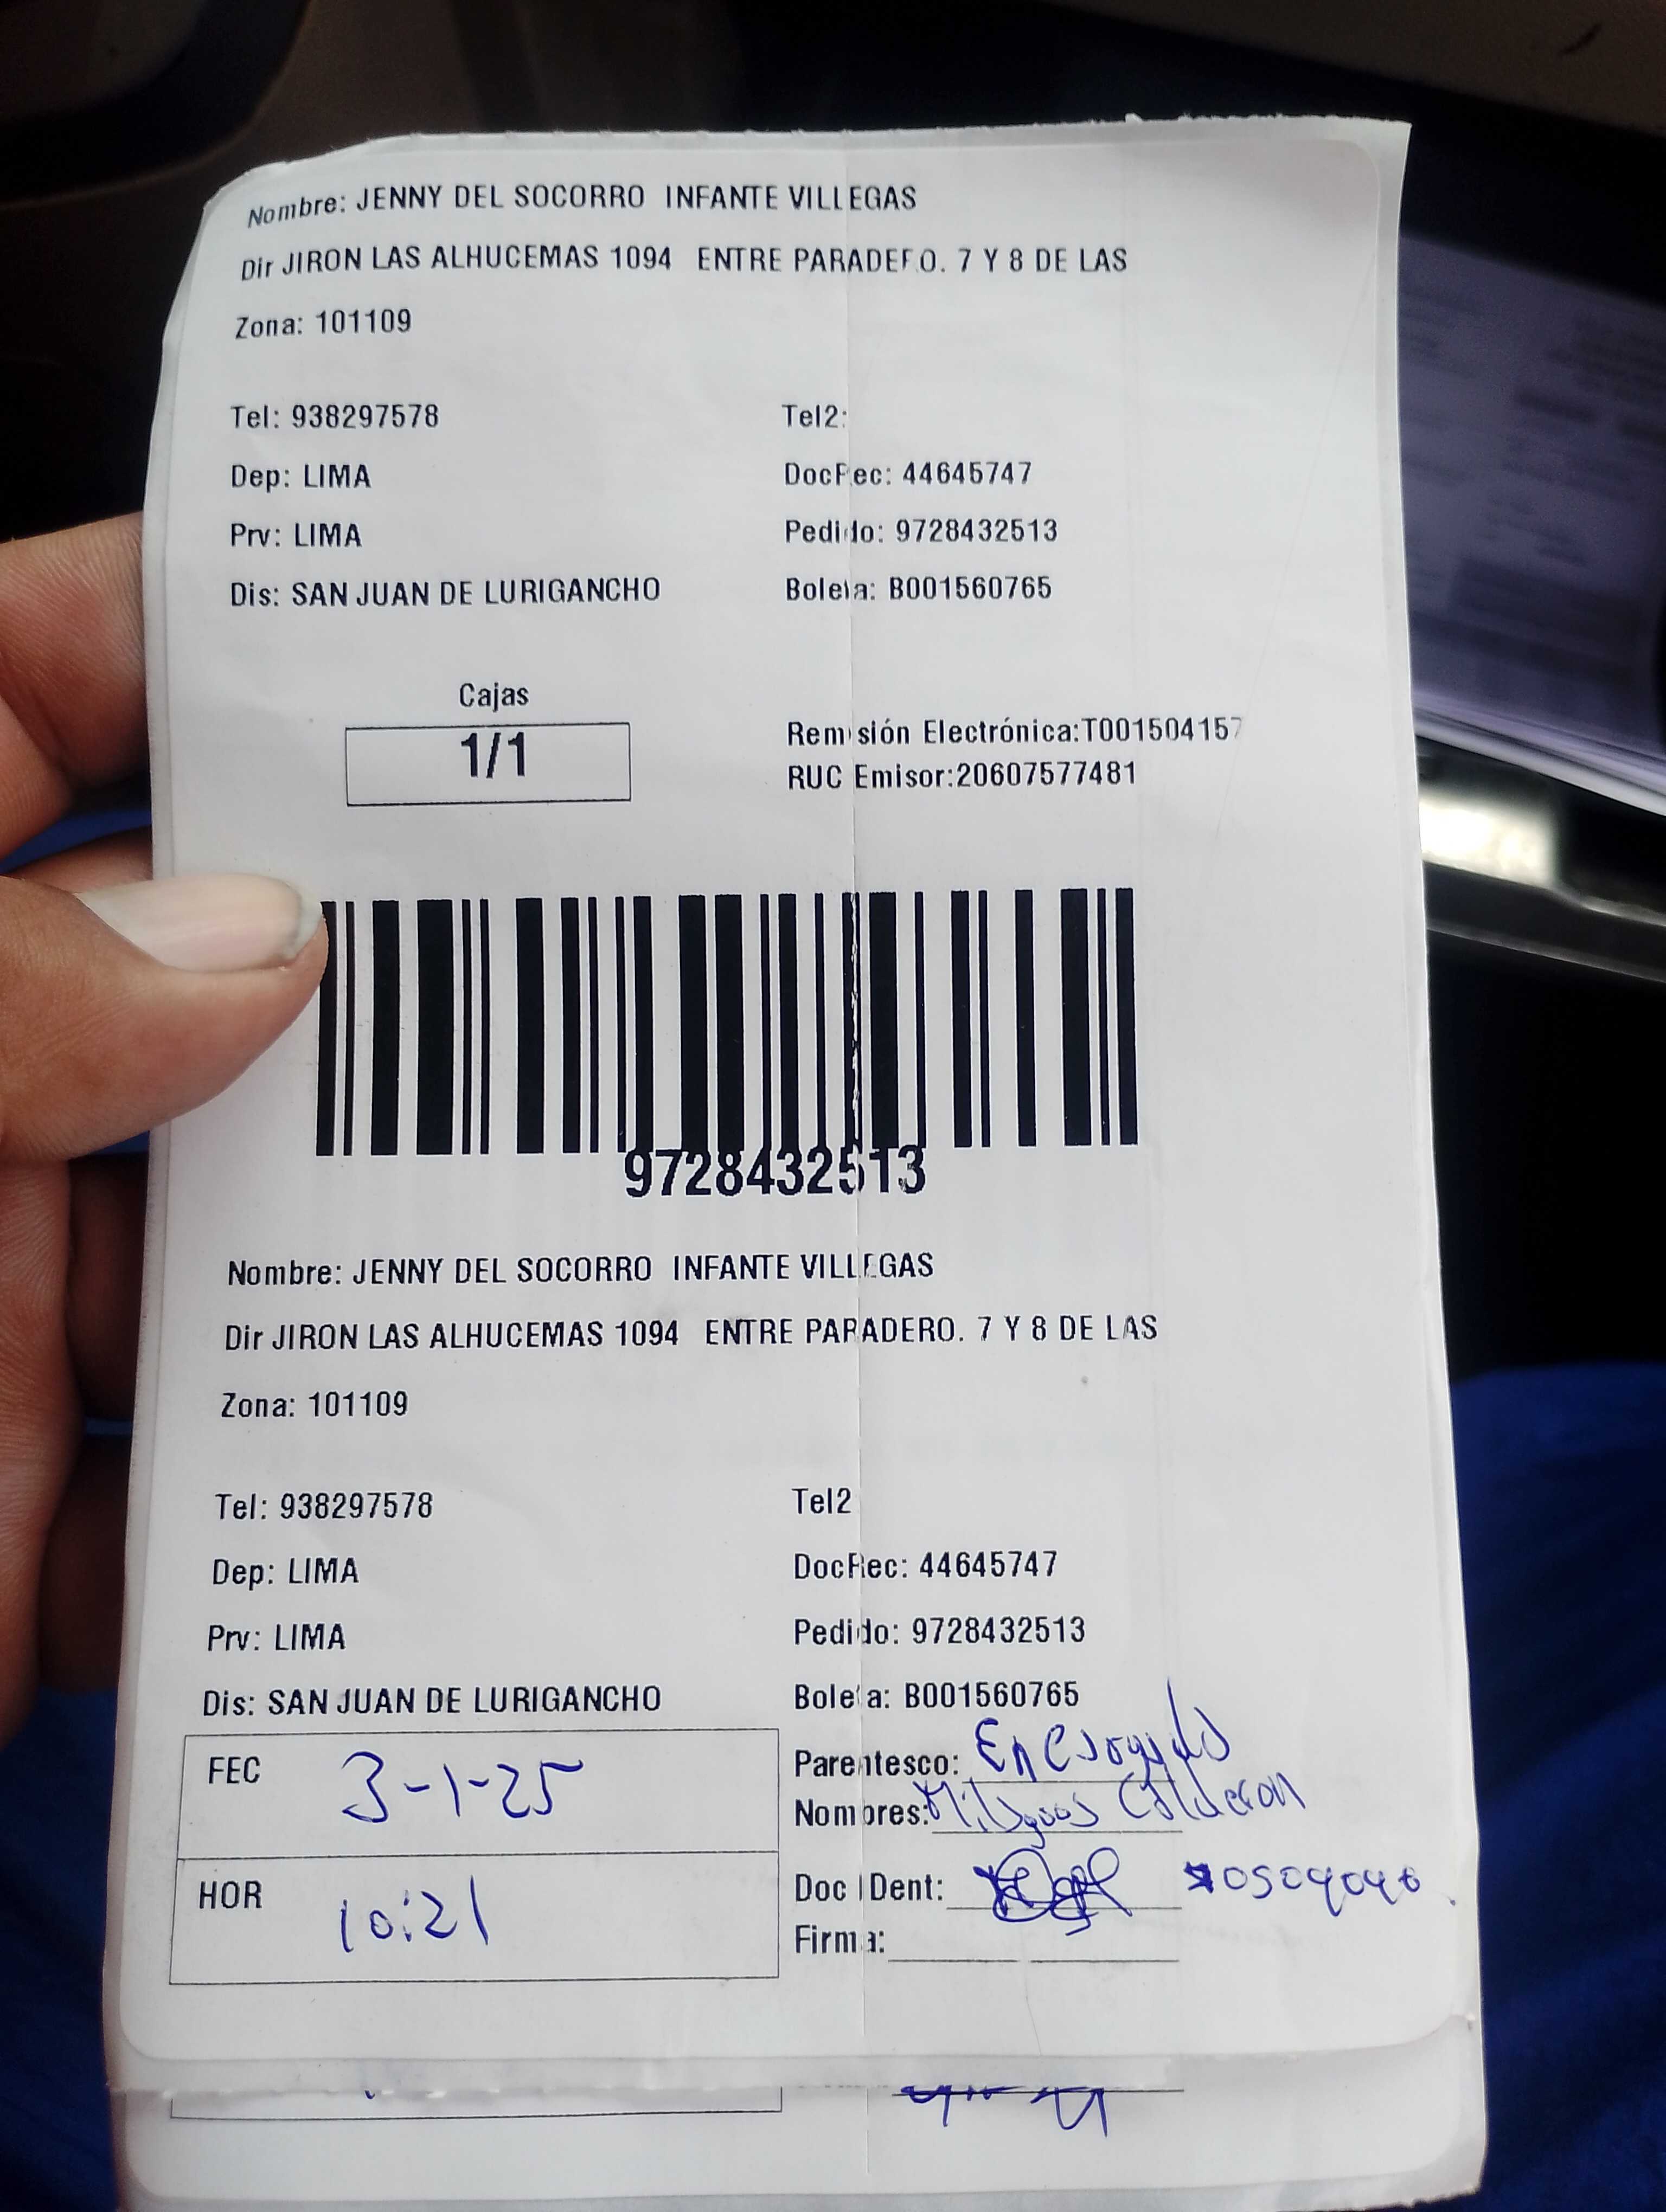 Nombre: JENNY DEL SOCORRO INFANTE VILLEGAS
Dir JIRON LAS ALHUCEMAS 1094 ENTRE PARADERO. 7 Y 8 DE LAS
Zona: 101109
Tel: 938297578 Tel2:
Dep: LIMA DocRec: 44645747
Prv: LIMA Pedido: 9728432513
Dis: SAN JUAN DE LURIGANCHO Boleta: B001560765
Cajas
1/1
Remisión Electrónica:T001504157
RUC Emisor:20607577481
9728432513
Nombre: JENNY DEL SOCORRO INFANTE VILLEGAS
Dir JIRON LAS ALHUCEMAS 1094 ENTRE PARADERO. 7 Y 8 DE LAS
Zona: 101109
Tel: 938297578 Tel2
Dep: LIMA DocRec: 44645747
Prv: LIMA Pedido: 9728432513
Dis: SAN JUAN DE LURIGANCHO Boleta: B001560765
FEC 3-1-25
Parentesco: Encargado
Nombres: Milagros Calderon
HOR 10:21
Doc IDent:
Firma: